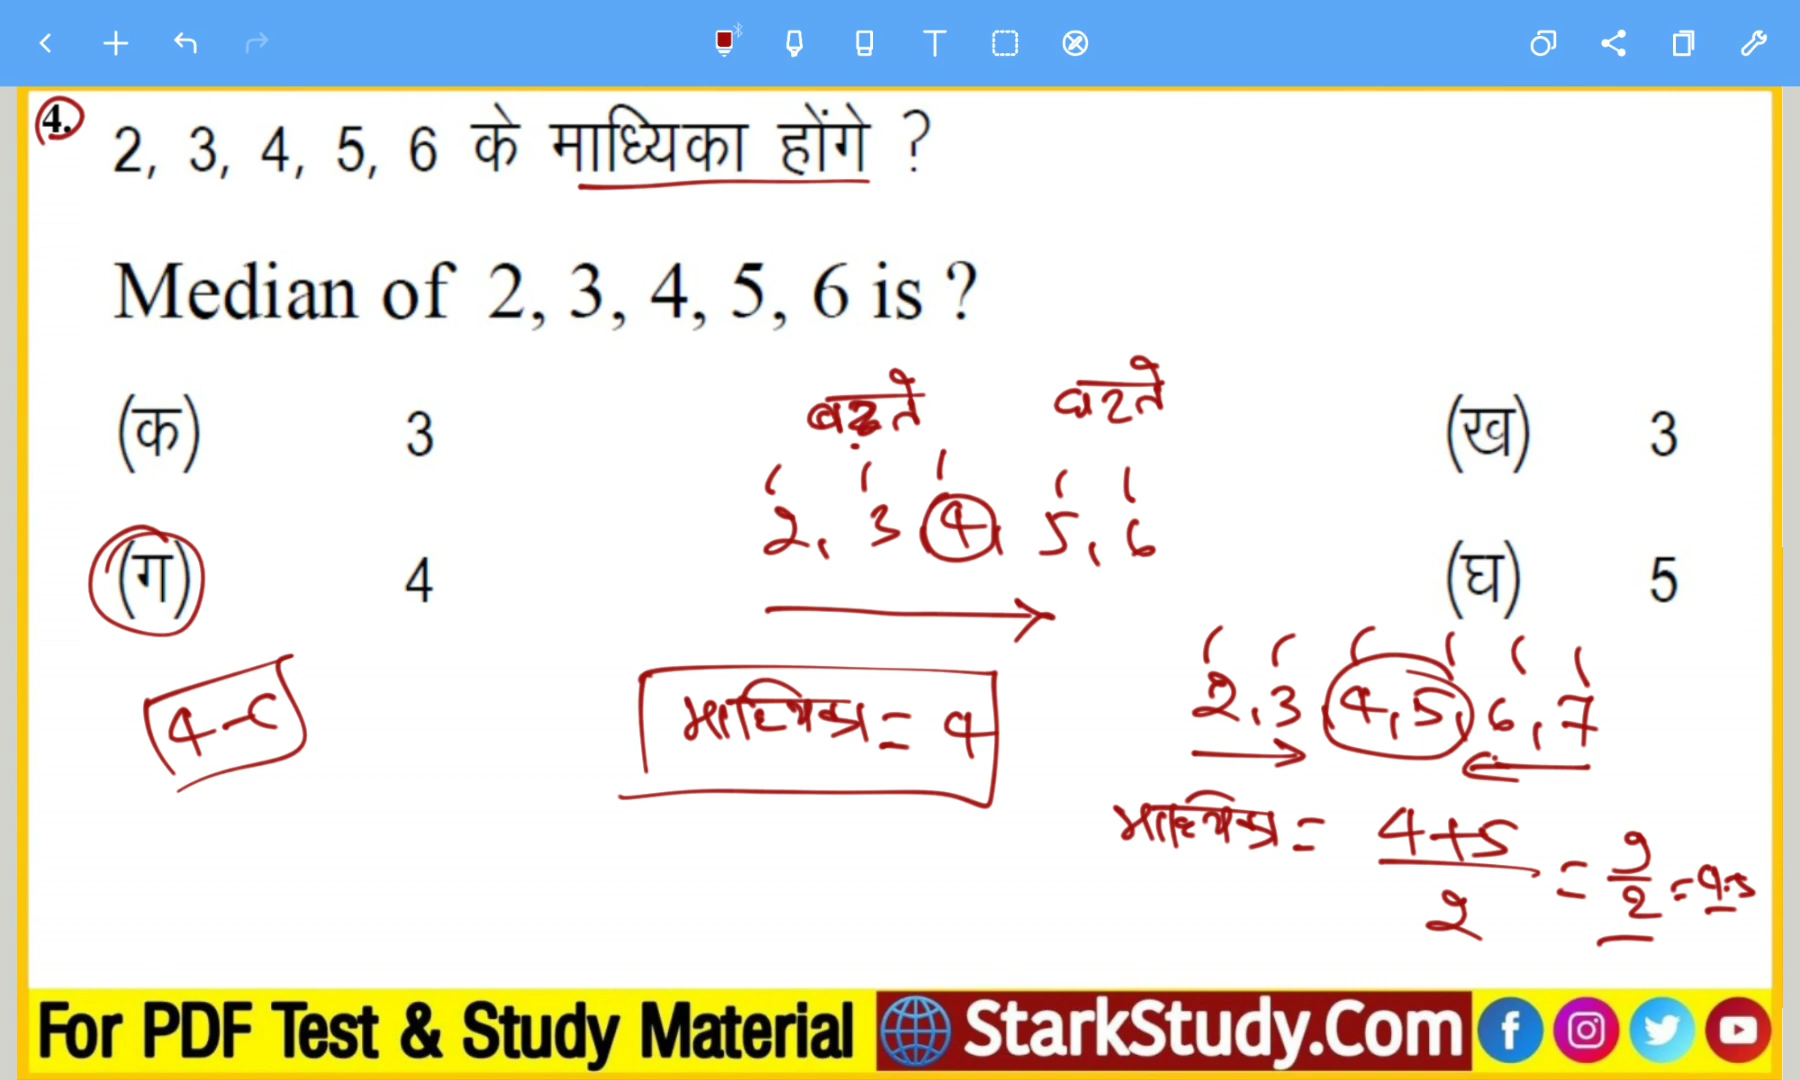 4. 2, 3, 4, 5, 6 के माध्यिका होंगे ?
Median of 2, 3, 4, 5, 6 is ?
बढ़ते घटते
(क) 3 (ख) 3
2, 3 4, 5, 6
(ग) 4 (घ) 5
4-C
माध्यिका = 4
2, 3, 4, 5, 6, 7
माध्यिका = 4+5/2 = 9/2 = 4.5
For PDF Test & Study Material StarkStudy.Com